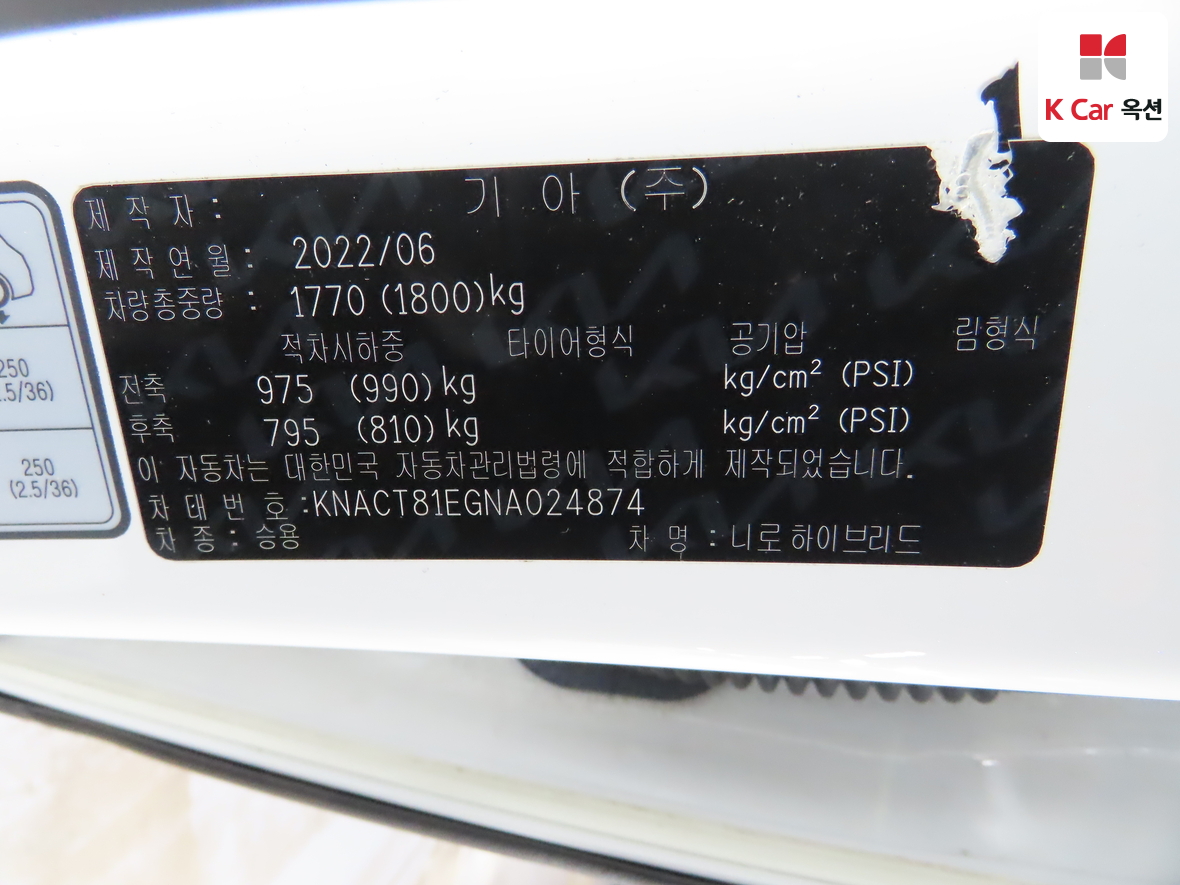 K Car 옥션
제 작 자 : 기 아 (주)
제 작 연 월 : 2022/06
차량총중량 : 1770 (1800)kg
적차시하중 타이어형식 공기압 림형식
전축 975 (990)kg kg/cm² (PSI)
후축 795 (810)kg kg/cm² (PSI)
이 자동차는 대한민국 자동차관리법령에 적합하게 제작되었습니다.
차 대 번 호 :KNACT81EGNA024874
차 종 : 승용 차 명 : 니로 하이브리드
250
(2.5/36)
250
(2.5/36)